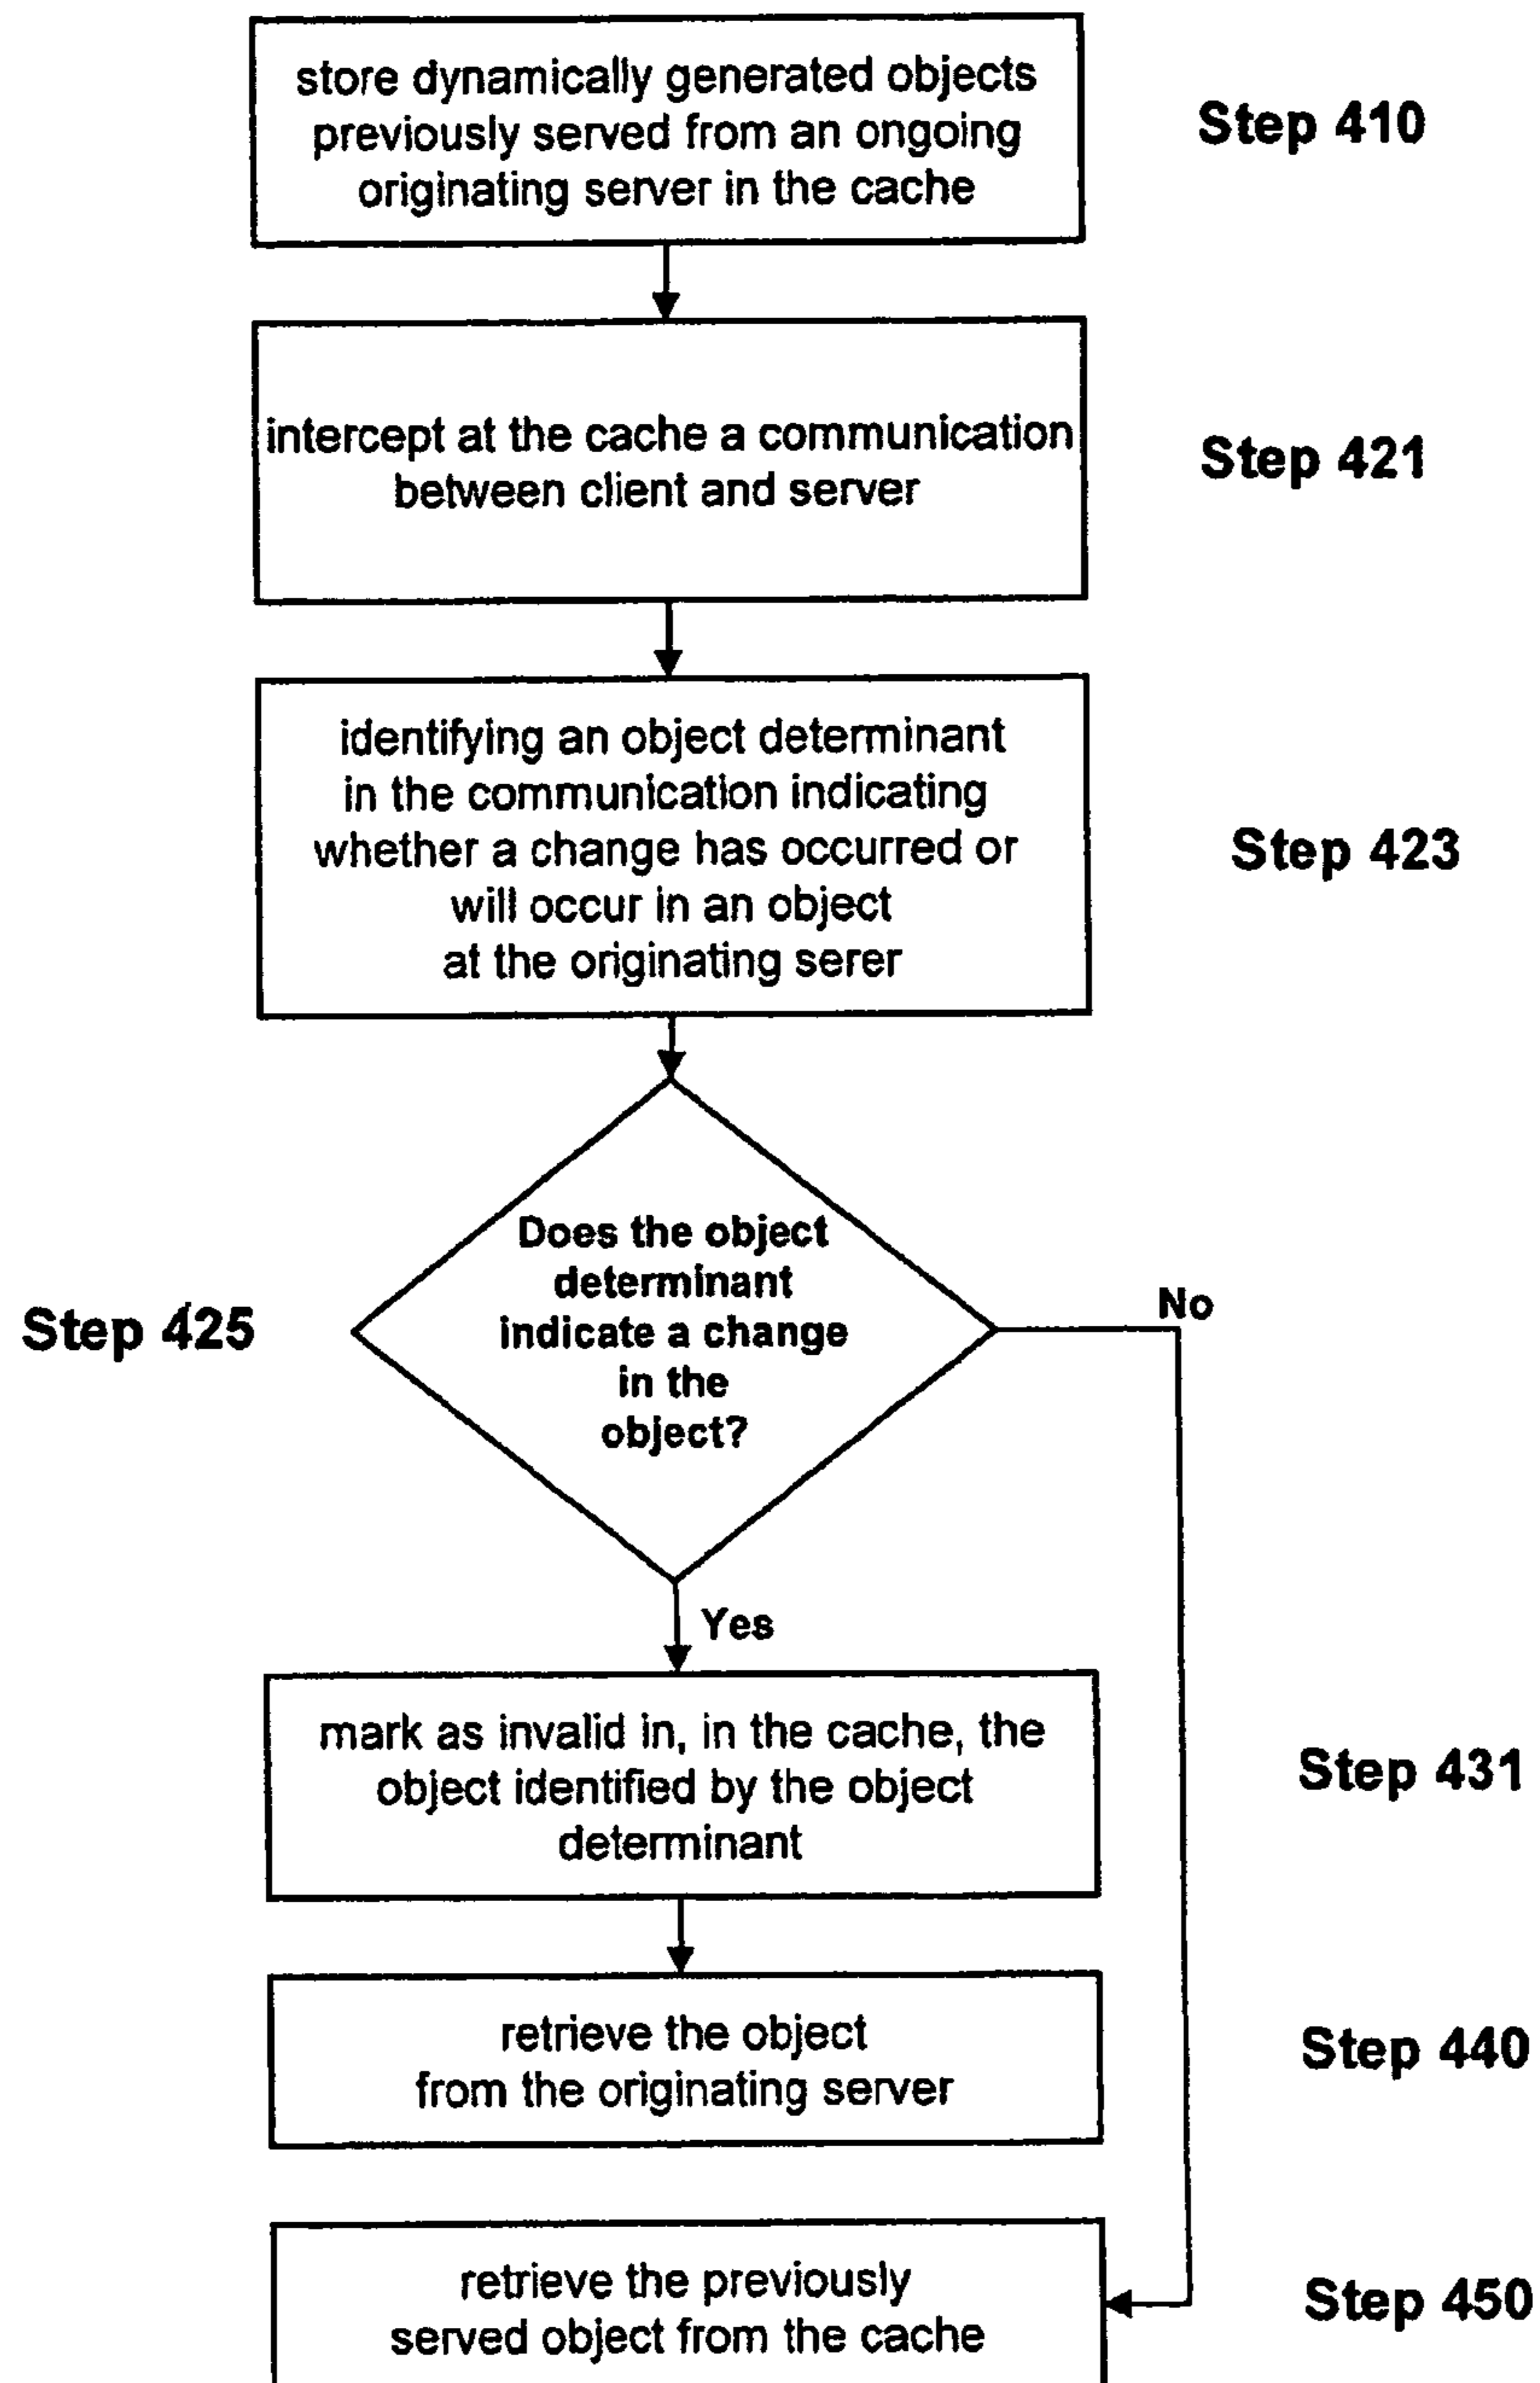 store dynamically generated objects
previously served from an ongoing
originating server in the cache
Step 410
intercept at the cache a communication
between client and server
Step 421
identifying an object determinant
in the communication indicating
whether a change has occurred or
will occur in an object
at the originating serer
Step 423
Does the object
determinant
indicate a change
in the
object?
Step 425
No
Yes
mark as invalid in, in the cache, the
object identified by the object
determinant
Step 431
retrieve the object
from the originating server
Step 440
retrieve the previously
served object from the cache
Step 450